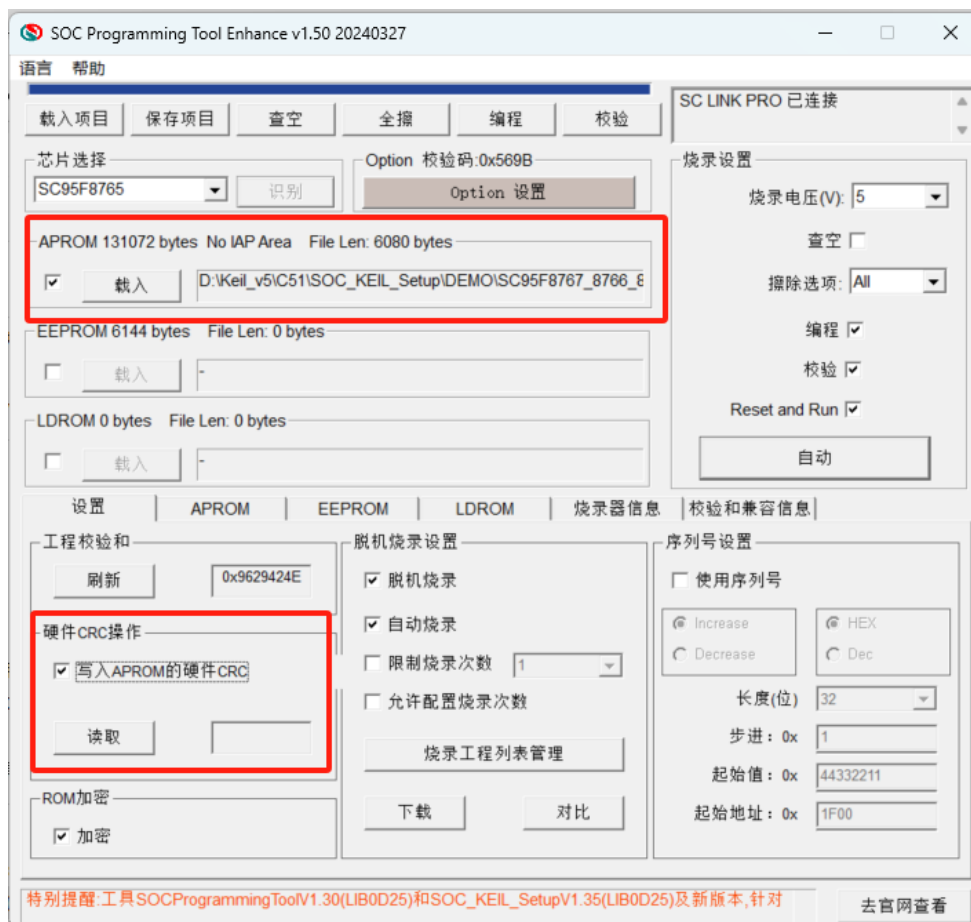 SOC Programming Tool Enhance v1.50 20240327
语言 帮助
载入项目 保存项目 查空 全擦 编程 校验
SC LINK PRO 已连接
芯片选择
SC95F8765 识别
Option 校验码:0x569B
Option 设置
烧录设置
烧录电压(V): 5
查空
擦除选项: All
编程
校验
Reset and Run
自动
APROM 131072 bytes No IAP Area File Len: 6080 bytes
载入 D:\Keil_v5\C51\SOC_KEIL_Setup\DEMO\SC95F8767_8766_8
EEPROM 6144 bytes File Len: 0 bytes
载入 -
LDROM 0 bytes File Len: 0 bytes
载入 -
设置 APROM EEPROM LDROM 烧录器信息 校验和兼容信息
工程校验和
刷新 0x9629424E
硬件CRC操作
写入APROM的硬件CRC
读取
ROM加密
加密
脱机烧录设置
脱机烧录
自动烧录
限制烧录次数 1
允许配置烧录次数
烧录工程列表管理
下载 对比
序列号设置
使用序列号
Increase HEX
Decrease Dec
长度(位) 32
步进: 0x 1
起始值: 0x 44332211
起始地址: 0x 1F00
特别提醒:工具SOCProgrammingToolV1.30(LIB0D25)和SOC_KEIL_SetupV1.35(LIB0D25)及新版本,针对
去官网查看